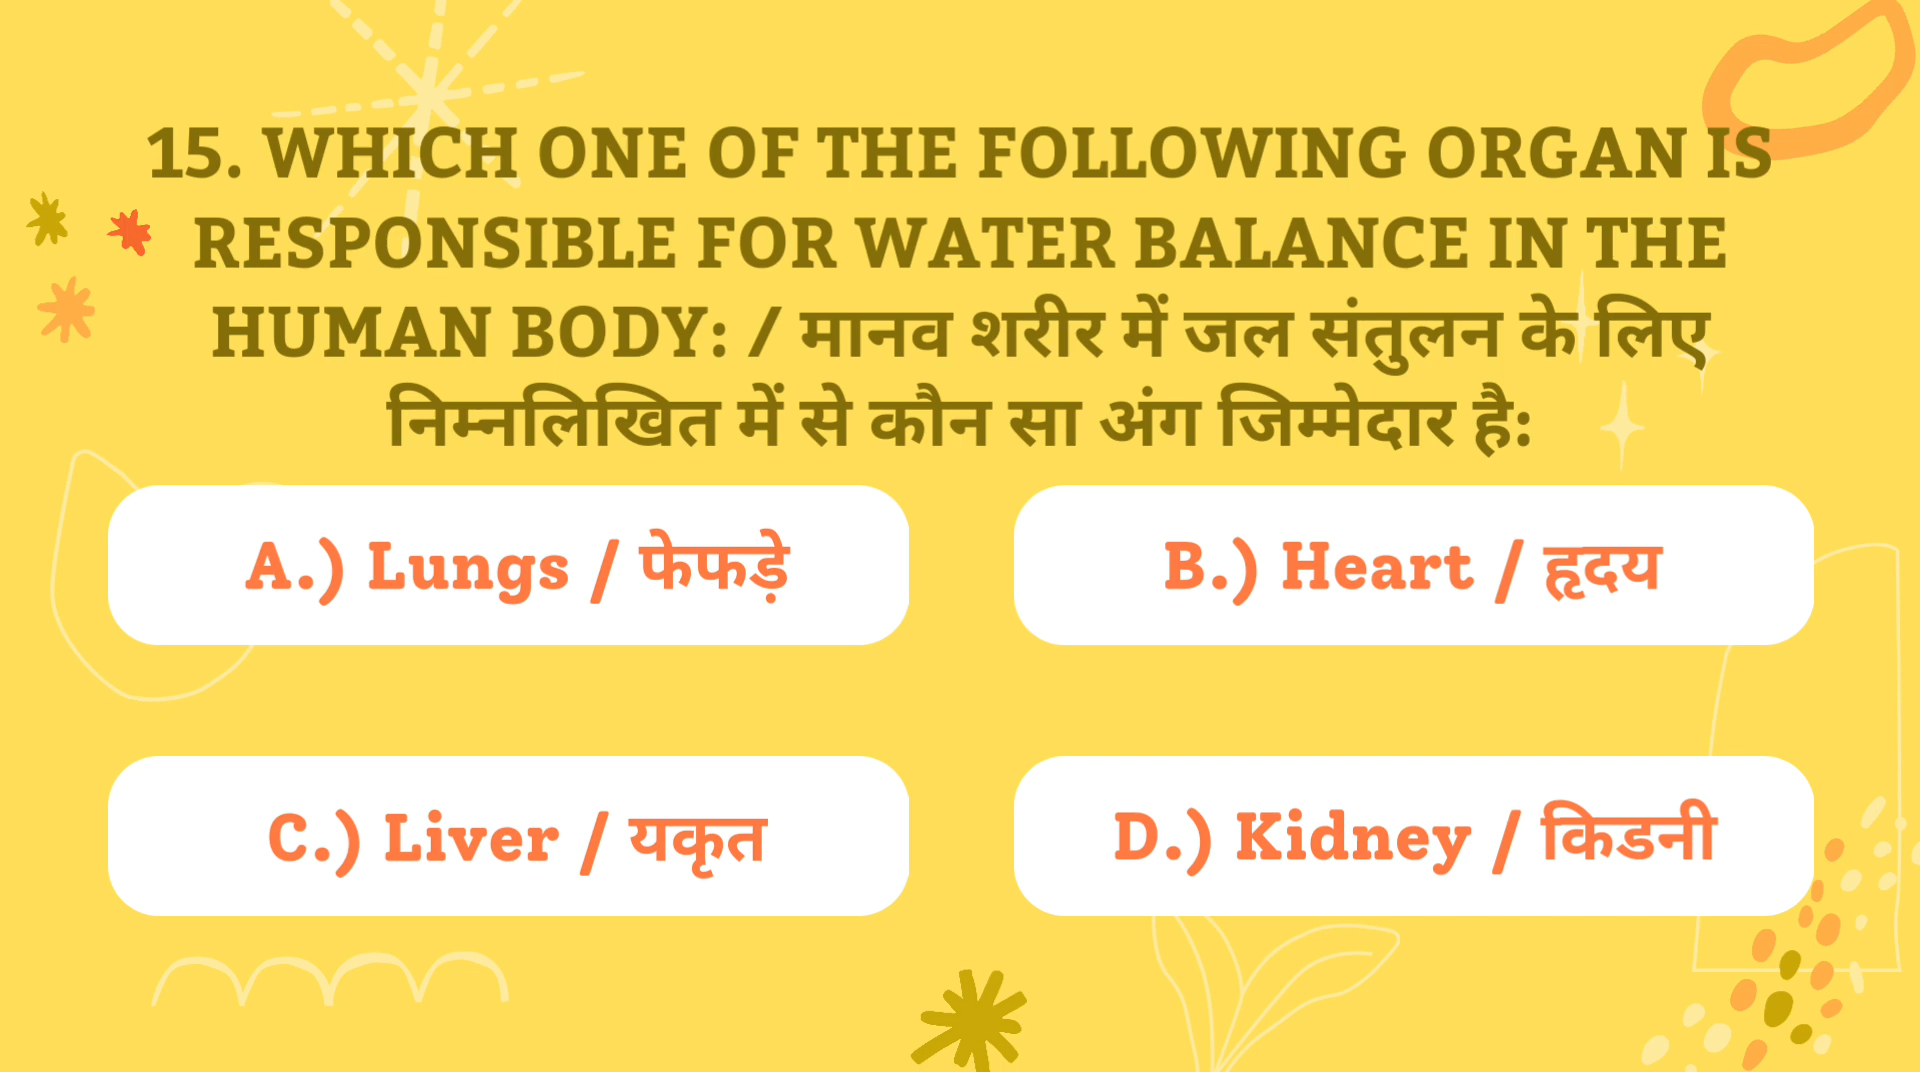 15. WHICH ONE OF THE FOLLOWING ORGAN IS
RESPONSIBLE FOR WATER BALANCE IN THE
HUMAN BODY: / मानव शरीर में जल संतुलन के लिए
निम्नलिखित में से कौन सा अंग जिम्मेदार है:
A.) Lungs / फेफड़े
B.) Heart / हृदय
C.) Liver / यकृत
D.) Kidney / किडनी